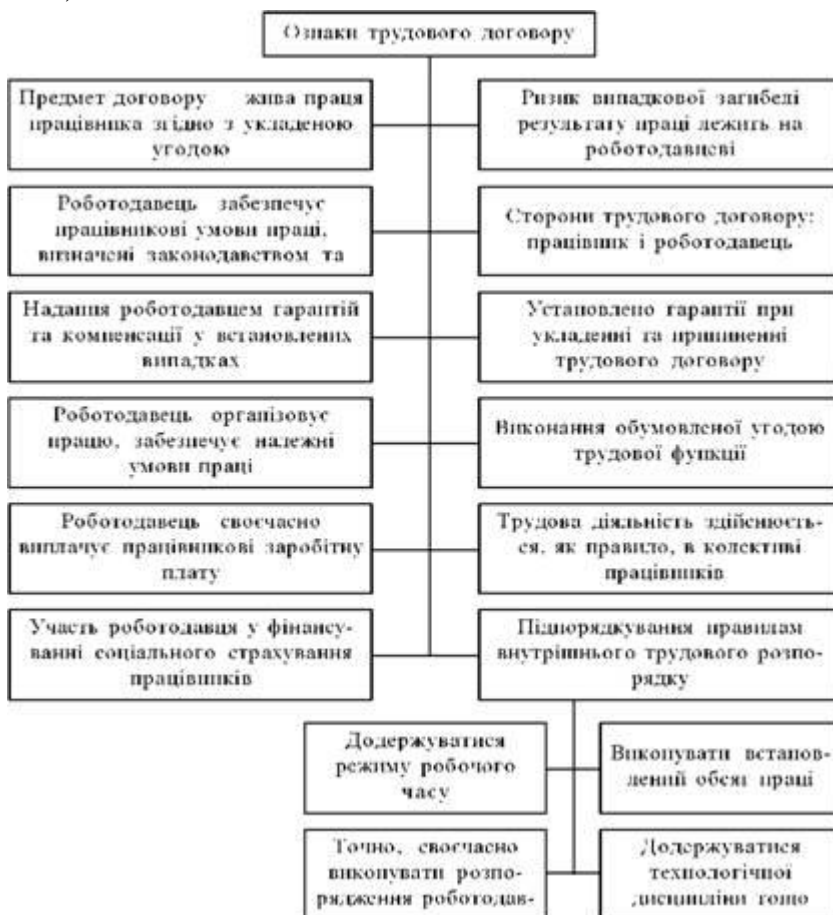 Ознаки трудового договору
Предмет договору жива праця
працівника згідно з укладеною
угодою
Ризик випадкової загибелі
результату праці лежить на
роботодавцеві
Роботодавець забезпечує
працівникові умови праці,
визначені законодавством та
Сторони трудового договору:
працівник і роботодавець
Надання роботодавцем гарантій
та компенсації у встановлених
випадках
Установлено гарантії при
укладенні та припиненні
трудового договору
Роботодавець організовує
працю, забезпечує належні
умови праці
Виконання обумовленої угодою
трудової функції
Роботодавець своєчасно
виплачує працівникові заробітну
плату
Трудова діяльність здійснюєть-
ся, як правило, в колективі
працівників
Участь роботодавця у фінансу-
ванні соціального страхування
працівників
Підпорядкування правилам
внутрішнього трудового розпо-
рядку
Додержуватися
режиму робочого
часу
Виконувати встанов-
лений обсяг праці
Точно, своєчасно
виконувати розпо-
рядження роботодав-
Додержуватися
технологічної
дисципліни тощо